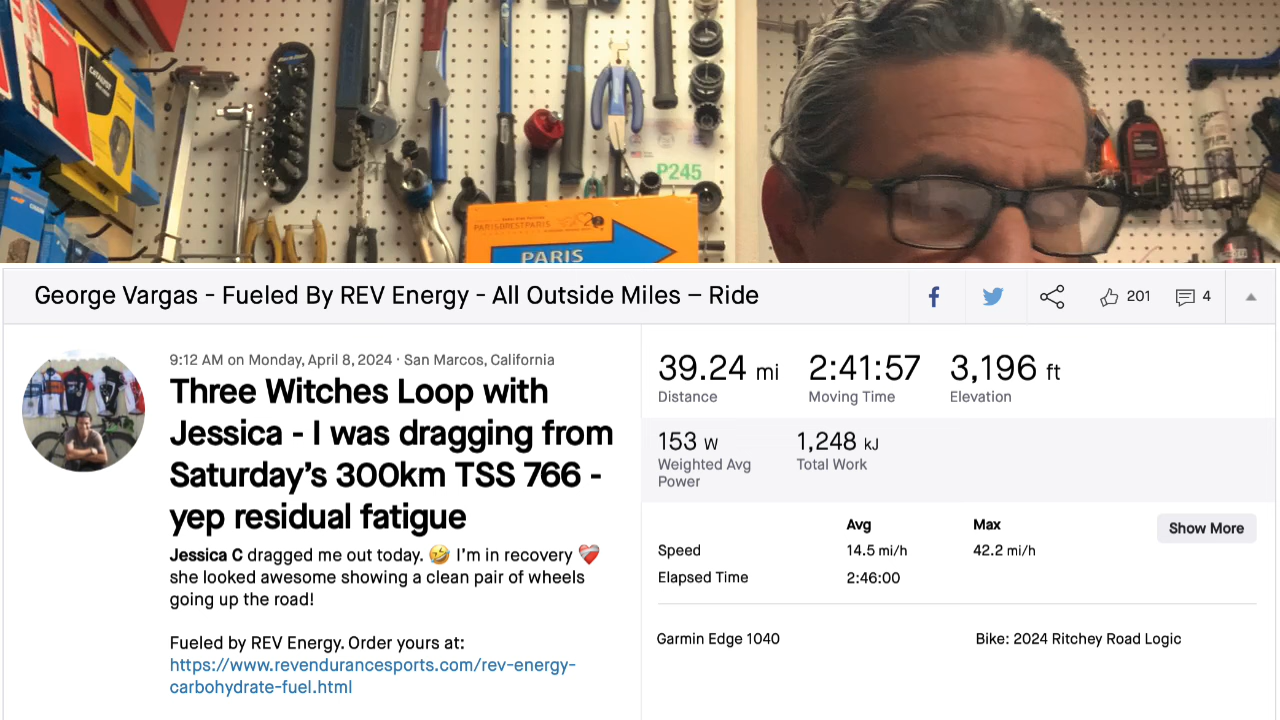 P245
PARISBRESTPARIS
PARIS
George Vargas - Fueled By REV Energy - All Outside Miles – Ride
201
4
9:12 AM on Monday, April 8, 2024 · San Marcos, California
Three Witches Loop with
Jessica - I was dragging from
Saturday’s 300km TSS 766 -
yep residual fatigue
Jessica C dragged me out today. 🤣 I’m in recovery ❤️‍🩹
she looked awesome showing a clean pair of wheels
going up the road!
Fueled by REV Energy. Order yours at:
https://www.revendurancesports.com/rev-energy-
carbohydrate-fuel.html
39.24 mi 2:41:57 3,196 ft
Distance Moving Time Elevation
153 W 1,248 kJ
Weighted Avg Total Work
Power
Avg Max
Show More
Speed 14.5 mi/h 42.2 mi/h
Elapsed Time 2:46:00
Garmin Edge 1040 Bike: 2024 Ritchey Road Logic